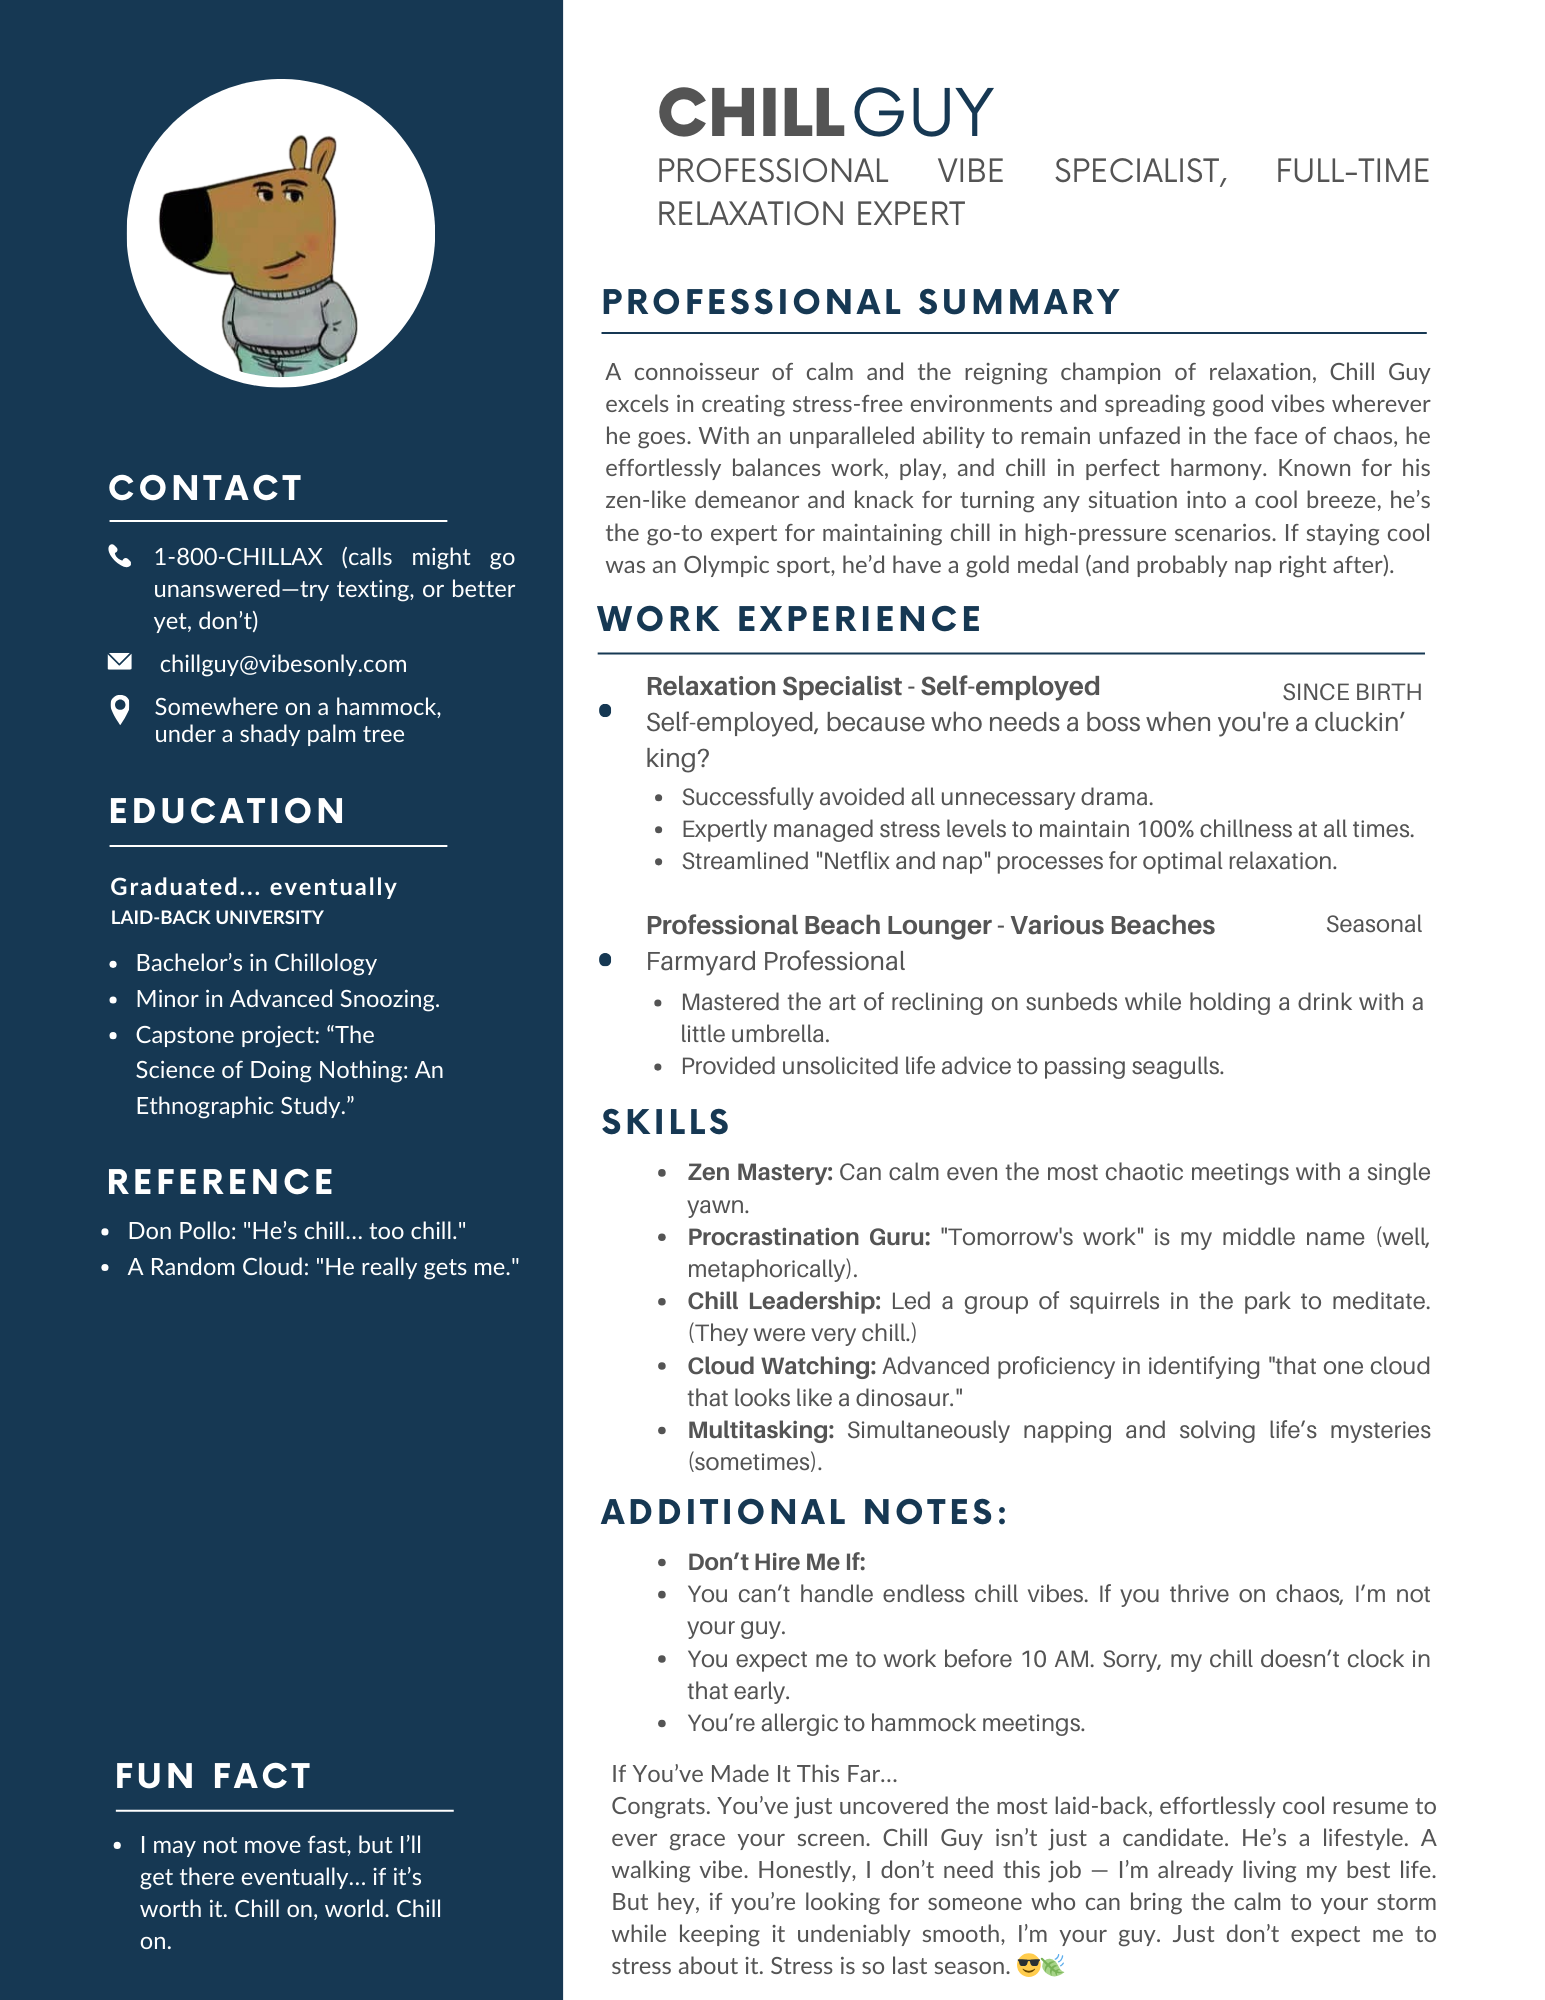 CHILL GUY
PROFESSIONAL VIBE SPECIALIST, FULL-TIME
RELAXATION EXPERT
CONTACT
1-800-CHILLAX (calls might go
unanswered—try texting, or better
yet, don’t)
chillguy@vibesonly.com
Somewhere on a hammock,
under a shady palm tree
EDUCATION
Graduated... eventually
LAID-BACK UNIVERSITY
• Bachelor’s in Chillology
• Minor in Advanced Snoozing.
• Capstone project: “The
Science of Doing Nothing: An
Ethnographic Study.”
REFERENCE
• Don Pollo: "He’s chill... too chill."
• A Random Cloud: "He really gets me."
FUN FACT
• I may not move fast, but I’ll
get there eventually... if it’s
worth it. Chill on, world. Chill
on.
PROFESSIONAL SUMMARY
A connoisseur of calm and the reigning champion of relaxation, Chill Guy
excels in creating stress-free environments and spreading good vibes wherever
he goes. With an unparalleled ability to remain unfazed in the face of chaos, he
effortlessly balances work, play, and chill in perfect harmony. Known for his
zen-like demeanor and knack for turning any situation into a cool breeze, he’s
the go-to expert for maintaining chill in high-pressure scenarios. If staying cool
was an Olympic sport, he’d have a gold medal (and probably nap right after).
WORK EXPERIENCE
• Relaxation Specialist - Self-employed SINCE BIRTH
Self-employed, because who needs a boss when you're a cluckin’
king?
• Successfully avoided all unnecessary drama.
• Expertly managed stress levels to maintain 100% chillness at all times.
• Streamlined "Netflix and nap" processes for optimal relaxation.
• Professional Beach Lounger - Various Beaches Seasonal
Farmyard Professional
• Mastered the art of reclining on sunbeds while holding a drink with a
little umbrella.
• Provided unsolicited life advice to passing seagulls.
SKILLS
• Zen Mastery: Can calm even the most chaotic meetings with a single
yawn.
• Procrastination Guru: "Tomorrow's work" is my middle name (well,
metaphorically).
• Chill Leadership: Led a group of squirrels in the park to meditate.
(They were very chill.)
• Cloud Watching: Advanced proficiency in identifying "that one cloud
that looks like a dinosaur."
• Multitasking: Simultaneously napping and solving life’s mysteries
(sometimes).
ADDITIONAL NOTES:
• Don’t Hire Me If:
• You can’t handle endless chill vibes. If you thrive on chaos, I’m not
your guy.
• You expect me to work before 10 AM. Sorry, my chill doesn’t clock in
that early.
• You’re allergic to hammock meetings.
If You’ve Made It This Far...
Congrats. You’ve just uncovered the most laid-back, effortlessly cool resume to
ever grace your screen. Chill Guy isn’t just a candidate. He’s a lifestyle. A
walking vibe. Honestly, I don’t need this job — I’m already living my best life.
But hey, if you’re looking for someone who can bring the calm to your storm
while keeping it undeniably smooth, I’m your guy. Just don’t expect me to
stress about it. Stress is so last season. 😎🍃